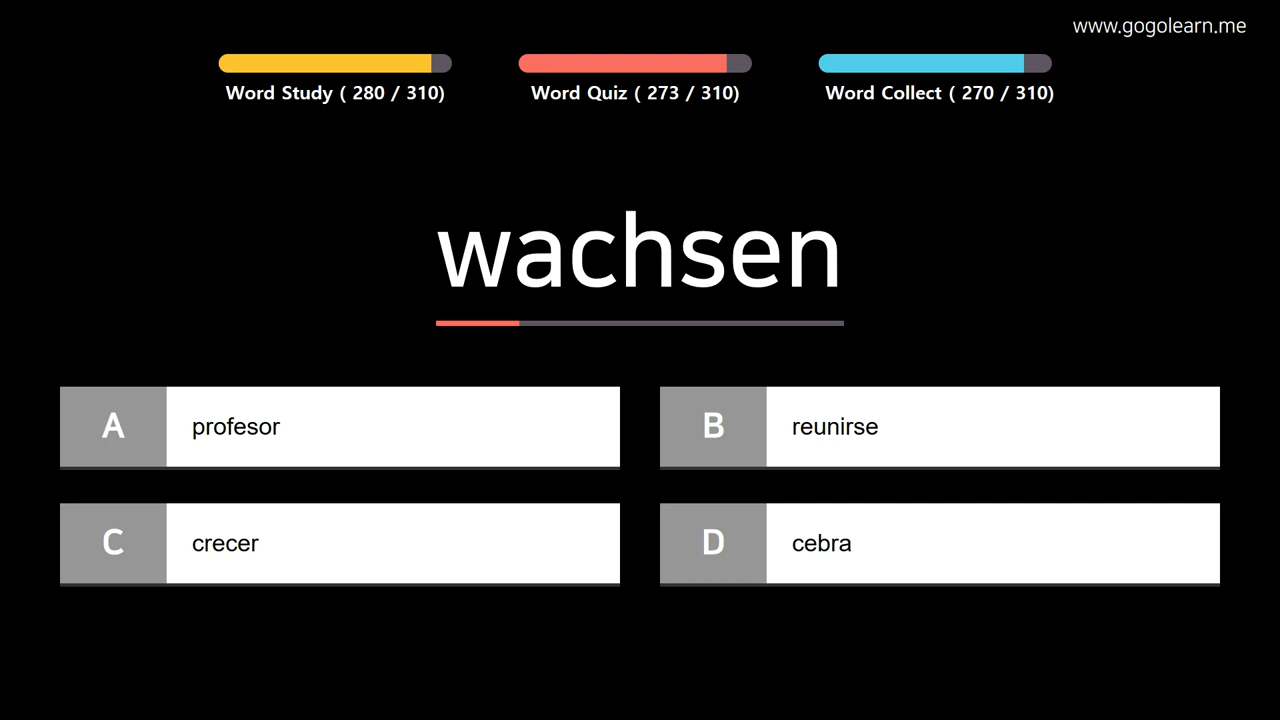 www.gogolearn.me
Word Study ( 280 / 310)
Word Quiz ( 273 / 310)
Word Collect ( 270 / 310)
wachsen
A profesor
B reunirse
C crecer
D cebra